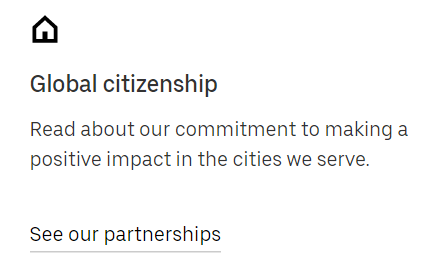 Global citizenship
Read about our commitment to making a
positive impact in the cities we serve.
See our partnerships